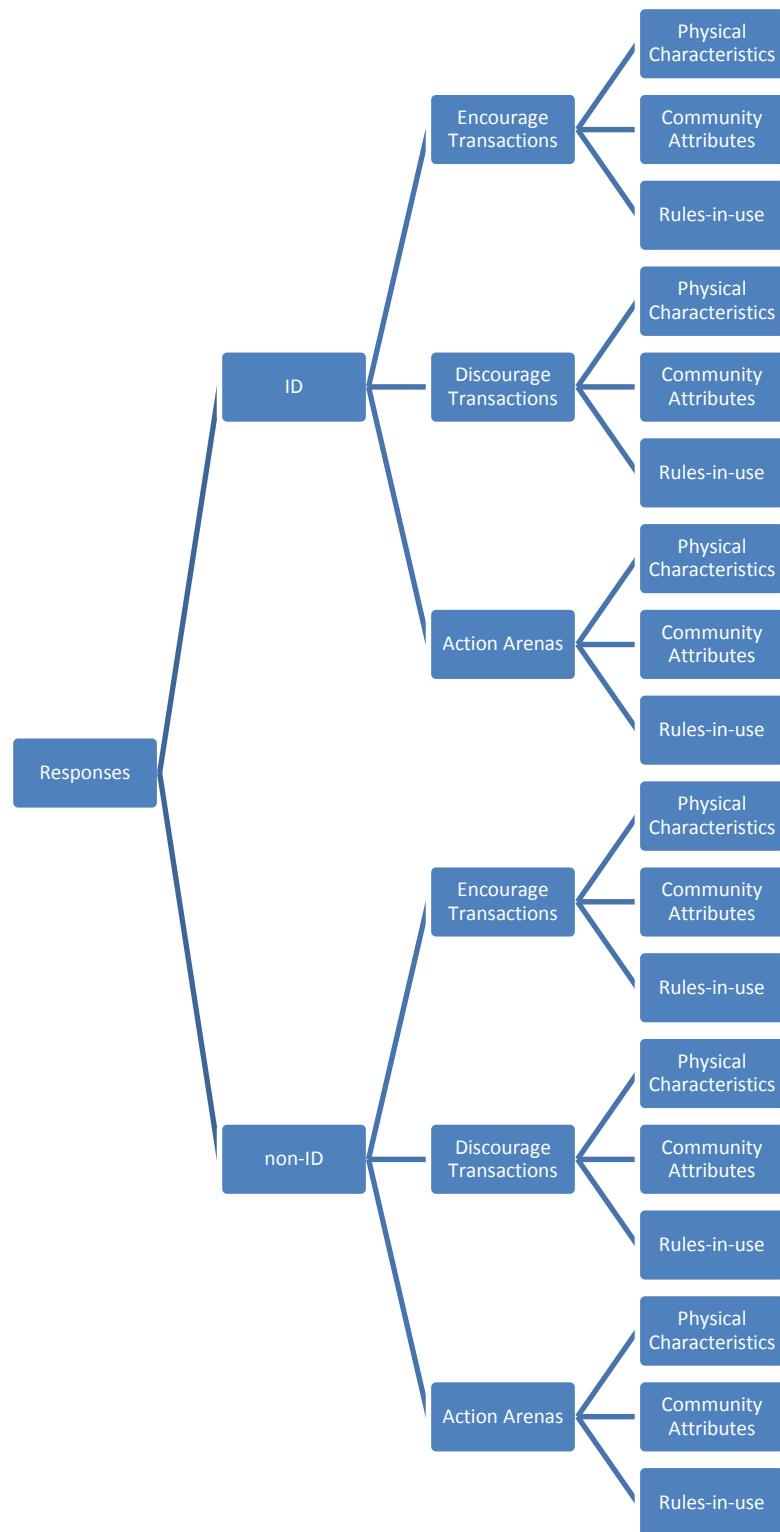 Physical
Characteristics
Encourage
Transactions
Community
Attributes
Rules-in-use
Physical
Characteristics
ID
Discourage
Transactions
Community
Attributes
Rules-in-use
Physical
Characteristics
Action Arenas
Community
Attributes
Rules-in-use
Responses
Physical
Characteristics
Encourage
Transactions
Community
Attributes
Rules-in-use
Physical
Characteristics
non-ID
Discourage
Transactions
Community
Attributes
Rules-in-use
Physical
Characteristics
Action Arenas
Community
Attributes
Rules-in-use